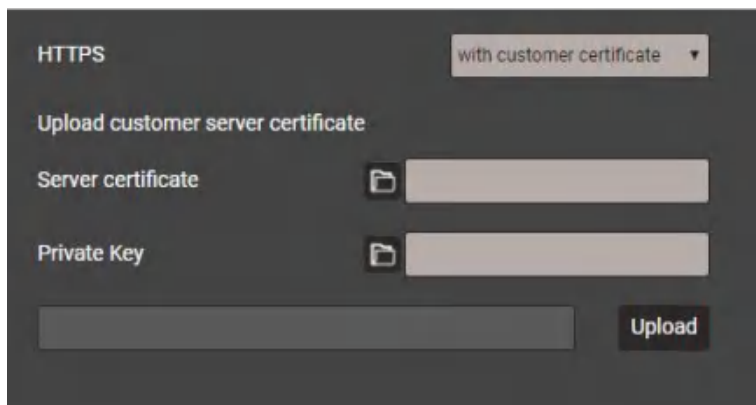 HTTPS with customer certificate
Upload customer server certificate
Server certificate
Private Key
Upload